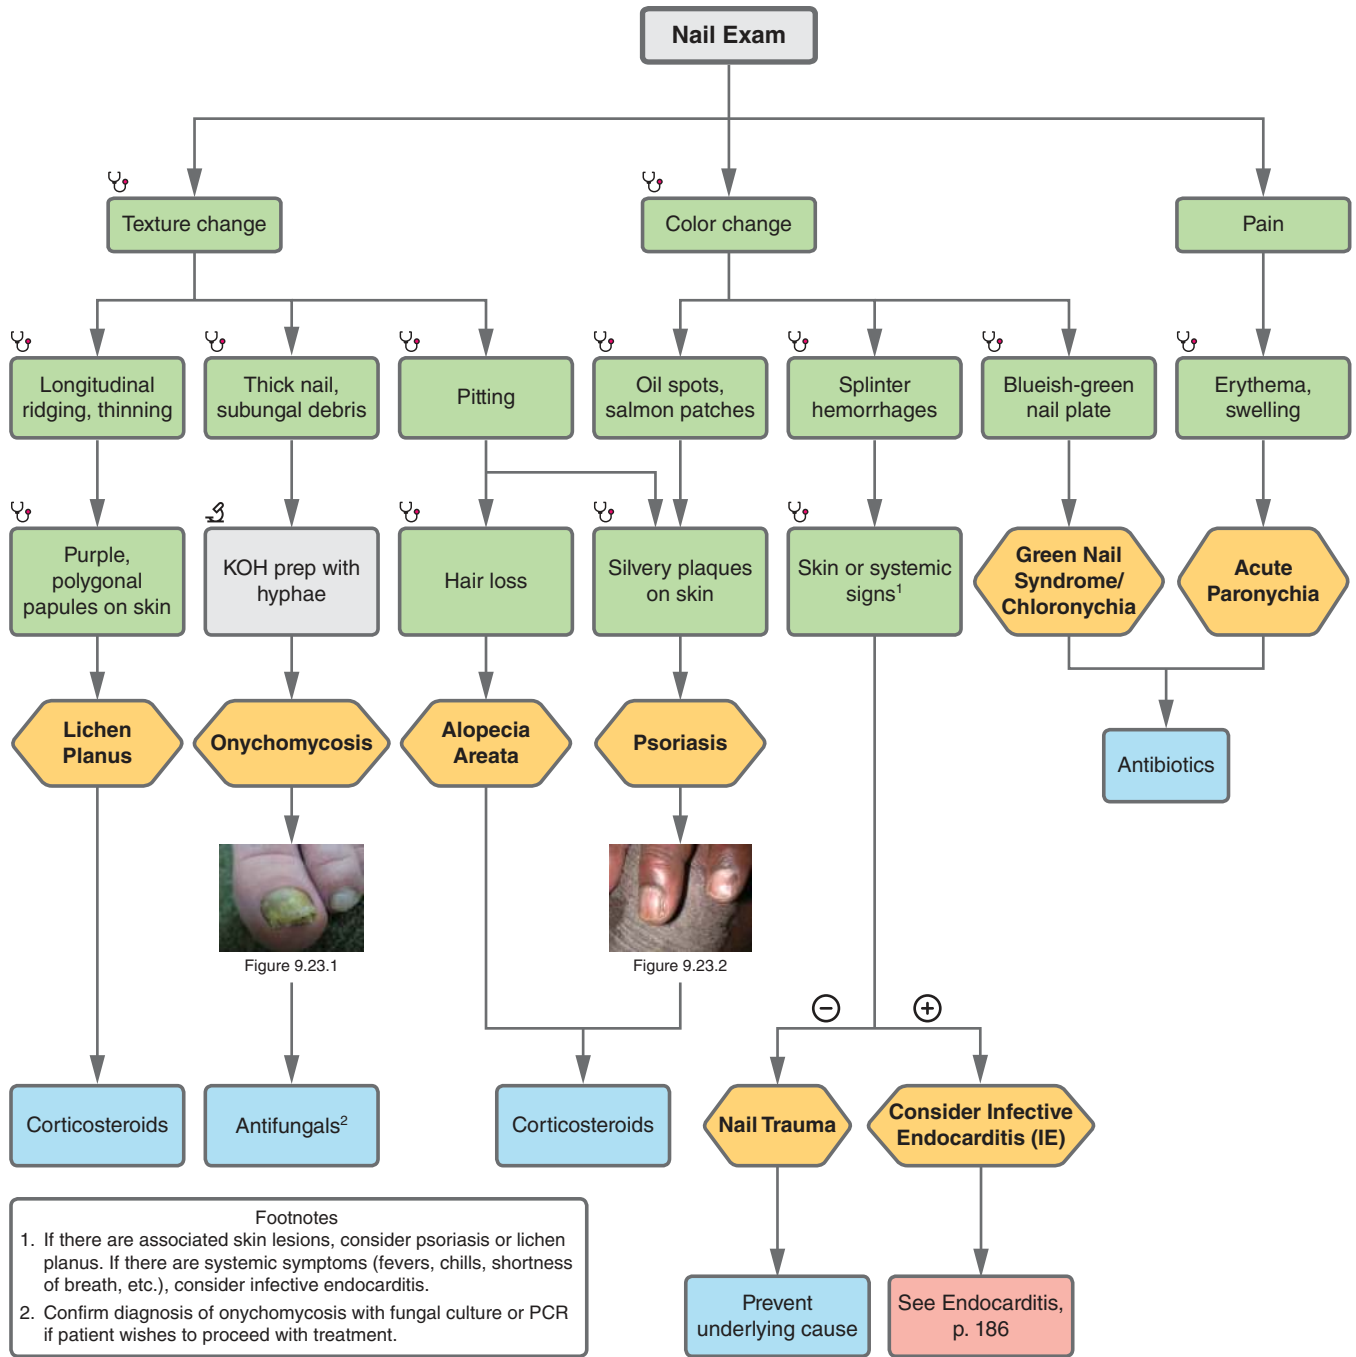 Nail Exam
Texture change
Color change
Pain
Longitudinal
ridging, thinning
Thick nail,
subungal debris
Pitting
Oil spots,
salmon patches
Splinter
hemorrhages
Blueish-green
nail plate
Erythema,
swelling
Purple,
polygonal
papules on skin
KOH prep with
hyphae
Hair loss
Silvery plaques
on skin
Skin or systemic
signs1
Green Nail
Syndrome/
Chloronychia
Acute
Paronychia
Lichen
Planus
Onychomycosis
Alopecia
Areata
Psoriasis
Antibiotics
Figure 9.23.1
Figure 9.23.2
−
+
Corticosteroids
Antifungals2
Corticosteroids
Nail Trauma
Consider Infective
Endocarditis (IE)
Prevent
underlying cause
See Endocarditis,
p. 186
Footnotes
1. If there are associated skin lesions, consider psoriasis or lichen
planus. If there are systemic symptoms (fevers, chills, shortness
of breath, etc.), consider infective endocarditis.
2. Confirm diagnosis of onychomycosis with fungal culture or PCR
if patient wishes to proceed with treatment.